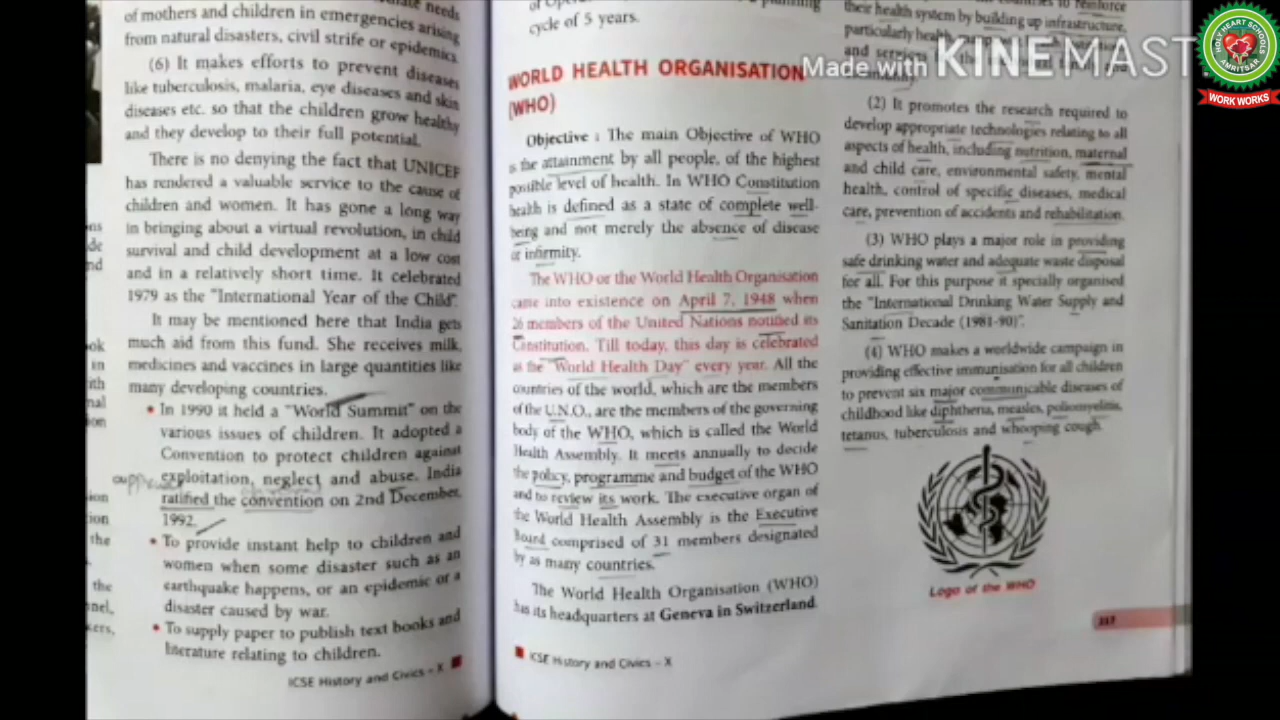 of mothers and children in emergencies arising
from natural disasters, civil strife or epidemics.
(6) It makes efforts to prevent diseases
like tuberculosis, malaria, eye diseases and skin
diseases etc. so that the children grow healthy
and they develop to their full potential.
There is no denying the fact that UNICEF
has rendered a valuable service to the cause of
children and women. It has gone a long way
in bringing about a virtual revolution, in child
survival and child development at a low cost
and in a relatively short time. It celebrated
1979 as the "International Year of the Child".
It may be mentioned here that India gets
much aid from this fund. She receives milk,
medicines and vaccines in large quantities like
many developing countries.
• In 1990 it held a "World Summit" on the
various issues of children. It adopted a
Convention to protect children against
exploitation, neglect and abuse. India
ratified the convention on 2nd December,
1992.
• To provide instant help to children and
women when some disaster such as an
earthquake happens, or an epidemic or a
disaster caused by war.
• To supply paper to publish text books and
literature relating to children.
ICSE History and Civics – X
cycle of 5 years.
WORLD HEALTH ORGANISATION
(WHO)
Objective : The main Objective of WHO
is the attainment by all people, of the highest
possible level of health. In WHO Constitution
health is defined as a state of complete well-
being and not merely the absence of disease
or infirmity.
The WHO or the World Health Organisation
came into existence on April 7, 1948 when
26 members of the United Nations notified its
Constitution. Till today, this day is celebrated
as the "World Health Day" every year. All the
countries of the world, which are the members
of the U.N.O., are the members of the governing
body of the WHO, which is called the World
Health Assembly. It meets annually to decide
the policy, programme and budget of the WHO
and to review its work. The executive organ of
the World Health Assembly is the Executive
Board comprised of 31 members designated
by as many countries.
The World Health Organisation (WHO)
has its headquarters at Geneva in Switzerland.
ICSE History and Civics – X
to reinforce
their health system by building up infrastructure,
particularly
and services
(2) It promotes the research required to
develop appropriate technologies relating to all
aspects of health, including nutrition, maternal
and child care, environmental safety, mental
health, control of specific diseases, medical
care, prevention of accidents and rehabilitation.
(3) WHO plays a major role in providing
safe drinking water and adequate waste disposal
for all. For this purpose it specially organised
the "International Drinking Water Supply and
Sanitation Decade (1981-90)".
(4) WHO makes a worldwide campaign in
providing effective immunisation for all children
to prevent six major communicable diseases of
childhood like diphtheria, measles, poliomyelitis,
tetanus, tuberculosis and whooping cough.
Logo of the WHO
Made with KINEMAST
HOLY HEART SCHOOLS
AMRITSAR
WORK WORKS